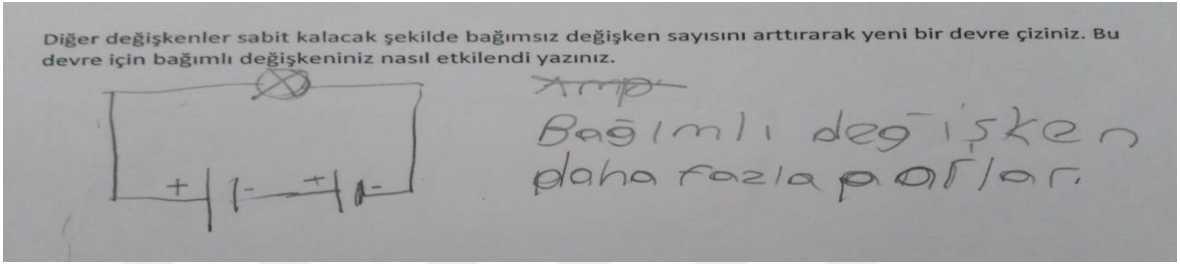 Diğer değişkenler sabit kalacak şekilde bağımsız değişken sayısını arttırarak yeni bir devre çiziniz. Bu
devre için bağımlı değişkeniniz nasıl etkilendi yazınız.
Amp
Bağımlı değişken
daha fazla parlar.
+ - + -